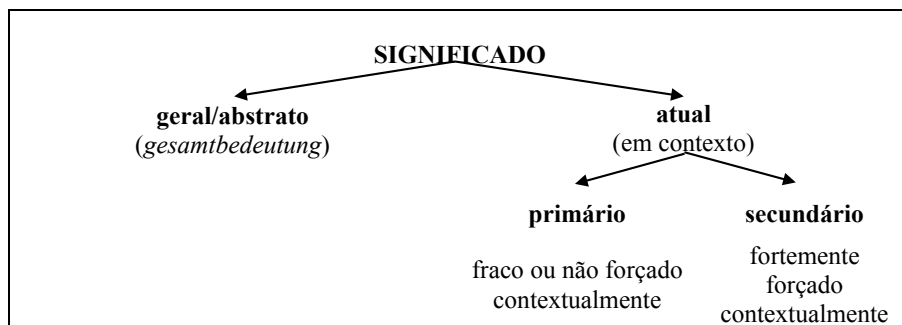 SIGNIFICADO
geral/abstrato
(gesamtbedeutung)
atual
(em contexto)
primário
fraco ou não forçado
contextualmente
secundário
fortemente
forçado
contextualmente